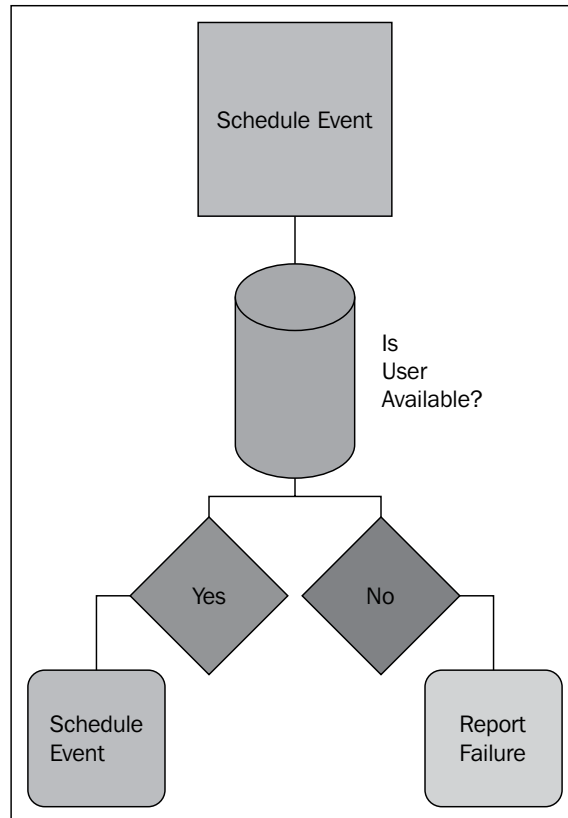 Schedule Event
Is
User
Available?
Yes
No
Schedule
Event
Report
Failure